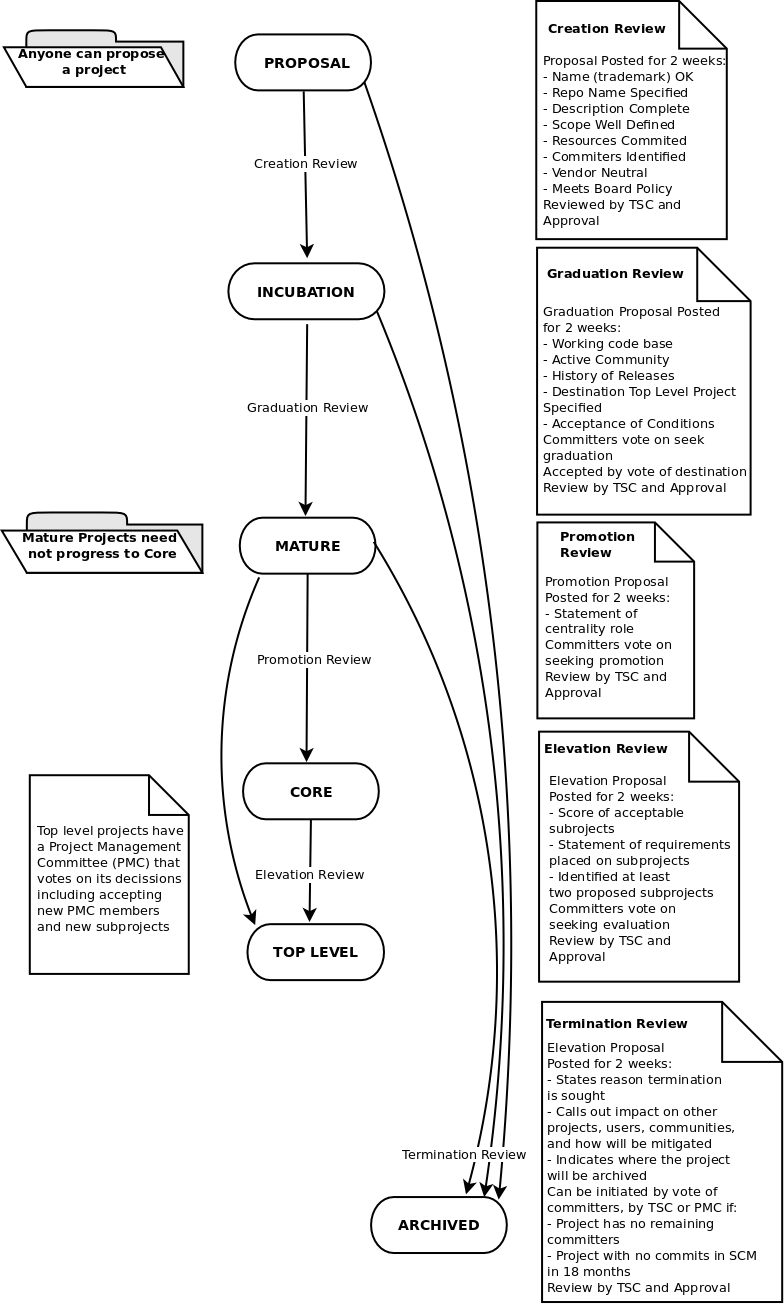 Anyone can propose
a project
PROPOSAL
Creation Review
INCUBATION
Graduation Review
Mature Projects need
not progress to Core
MATURE
Promotion Review
CORE
Top level projects have
a Project Management
Committee (PMC) that
votes on its decissions
including accepting
new PMC members
and new subprojects
Elevation Review
TOP LEVEL
Termination Review
ARCHIVED
Creation Review
Proposal Posted for 2 weeks:
- Name (trademark) OK
- Repo Name Specified
- Description Complete
- Scope Well Defined
- Resources Commited
- Commiters Identified
- Vendor Neutral
- Meets Board Policy
Reviewed by TSC and
Approval
Graduation Review
Graduation Proposal Posted
for 2 weeks:
- Working code base
- Active Community
- History of Releases
- Destination Top Level Project
Specified
- Acceptance of Conditions
Committers vote on seek
graduation
Accepted by vote of destination
Review by TSC and Approval
Promotion
Review
Promotion Proposal
Posted for 2 weeks:
- Statement of
centrality role
Committers vote on
seeking promotion
Review by TSC and
Approval
Elevation Review
Elevation Proposal
Posted for 2 weeks:
- Score of acceptable
subrojects
- Statement of requirements
placed on subprojects
- Identified at least
two proposed subprojects
Committers vote on
seeking evaluation
Review by TSC and
Approval
Termination Review
Elevation Proposal
Posted for 2 weeks:
- States reason termination
is sought
- Calls out impact on other
projects, users, communities,
and how will be mitigated
- Indicates where the project
will be archived
Can be initiated by vote of
committers, by TSC or PMC if:
- Project has no remaining
committers
- Project with no commits in SCM
in 18 months
Review by TSC and Approval